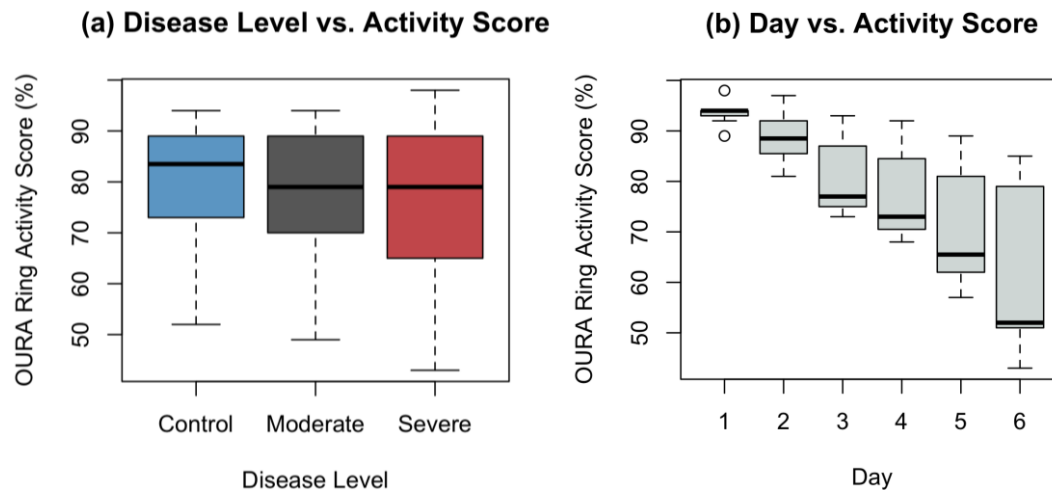 (a) Disease Level vs. Activity Score
OURA Ring Activity Score (%)
90
80
70
60
50
Control Moderate Severe
Disease Level
(b) Day vs. Activity Score
OURA Ring Activity Score (%)
90
80
70
60
50
1 2 3 4 5 6
Day